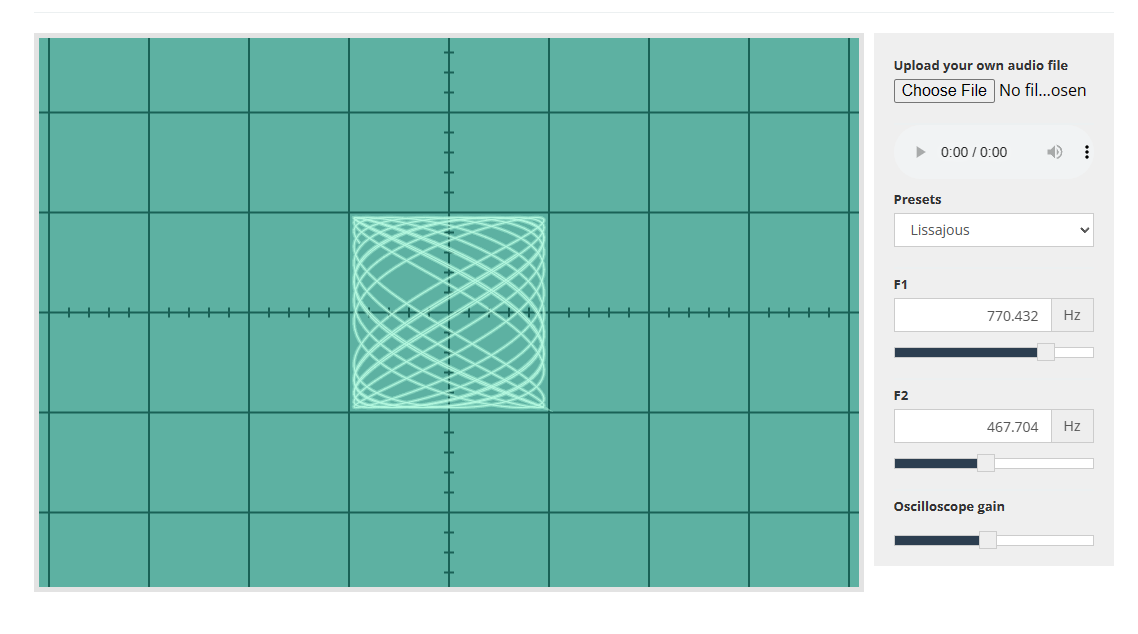 Upload your own audio file
Choose File No fil...osen
0:00 / 0:00
Presets
Lissajous
F1
770.432 Hz
F2
467.704 Hz
Oscilloscope gain